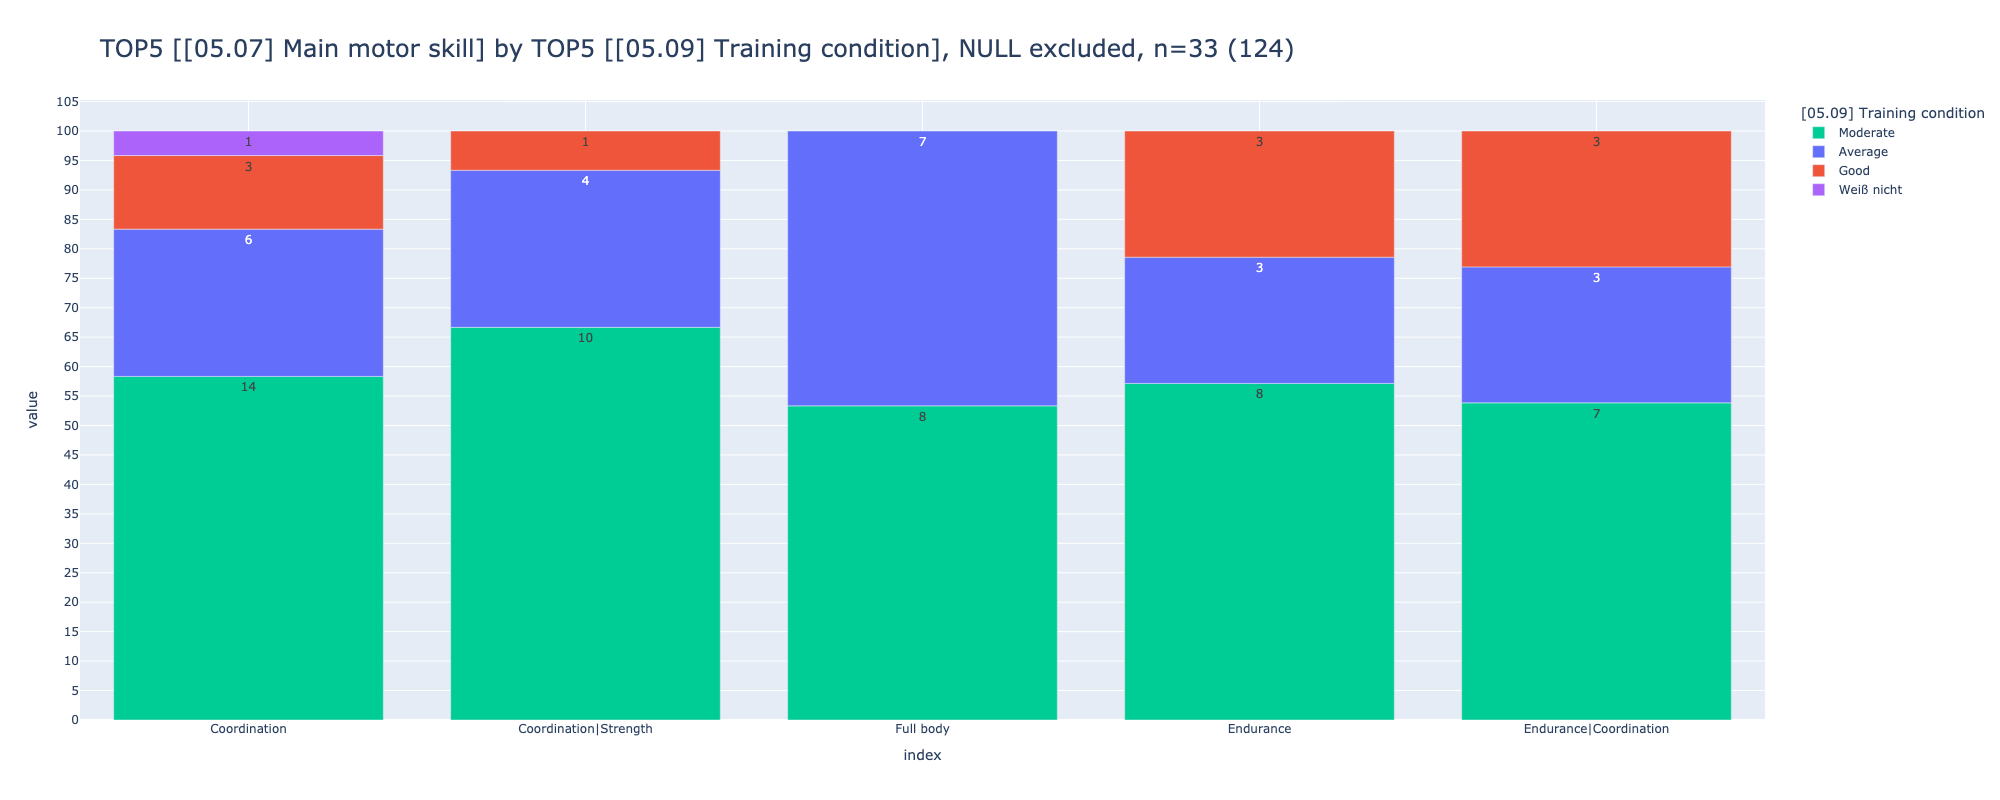 TOP5 [[05.07] Main motor skill] by TOP5 [[05.09] Training condition], NULL excluded, n=33 (124)
105
100
95
90
85
80
75
70
65
60
55
50
45
40
35
30
25
20
15
10
5
0
value
1
3
6
14
1
4
10
7
8
3
3
8
3
3
7
Coordination
Coordination|Strength
Full body
Endurance
Endurance|Coordination
index
[05.09] Training condition
Moderate
Average
Good
Weiß nicht